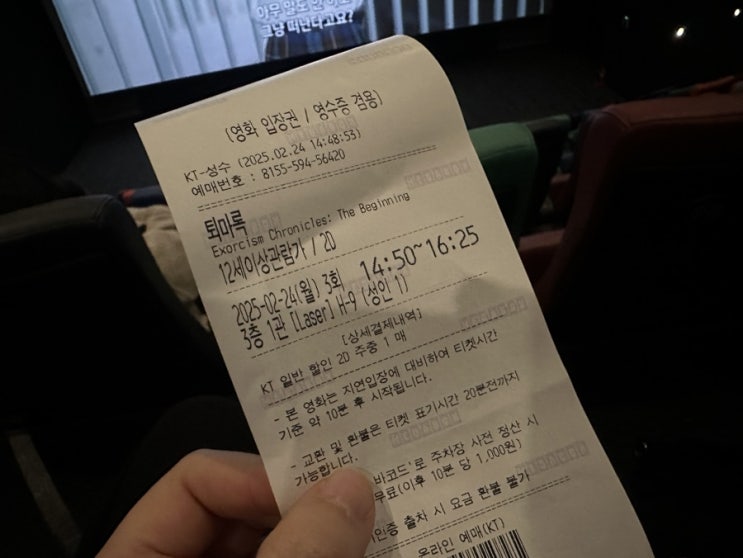 아무 일도 안 하고
그냥 떠난다고요?
(영화 입장권 / 영수증 겸용)
KT-성수 (2025.02.24 14:48:53)
예매번호 : 8155-594-56420
퇴마록
Exorcism Chronicles: The Beginning
12세이상관람가 / 2D
2025-02-24(월) 3회 14:50~16:25
3층 1관 [Laser] H-9 (성인 1)
[상세결제내역]
KT 일반 할인 2D 주중 1 매
- 본 영화는 지연입장에 대비하여 티켓시간
기준 약 10분 후 시작됩니다.
- 교환 및 환불은 티켓 표기시간 20분전까지
가능합니다.
바코드'로 주차장 사전 정산 시
무료(이후 10분 당 1,000원)
인증 출차 시 요금 환불 불가
온라인 예매(KT)